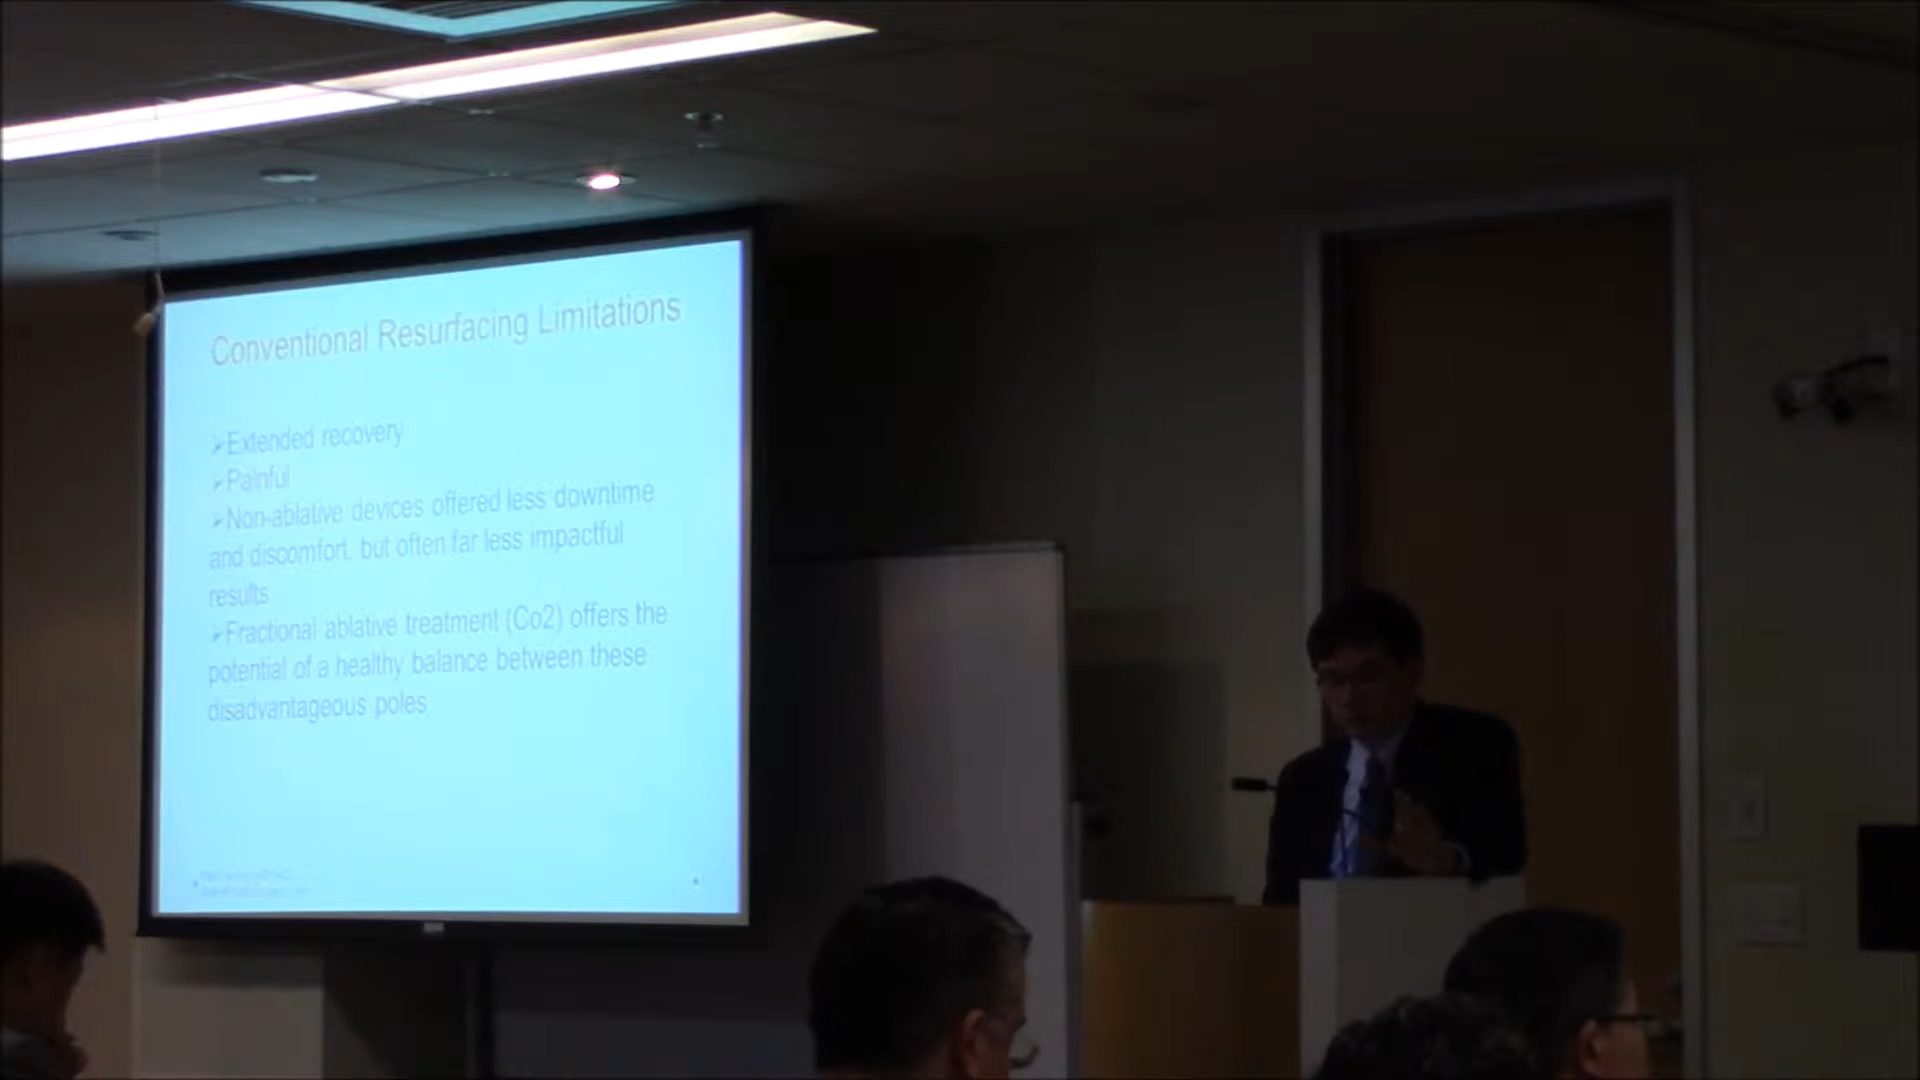 Conventional Resurfacing Limitations
➢Extended recovery
➢Painful
➢Non-ablative devices offered less downtime
and discomfort, but often far less impactful
results
➢Fractional ablative treatment (Co2) offers the
potential of a healthy balance between these
disadvantageous poles